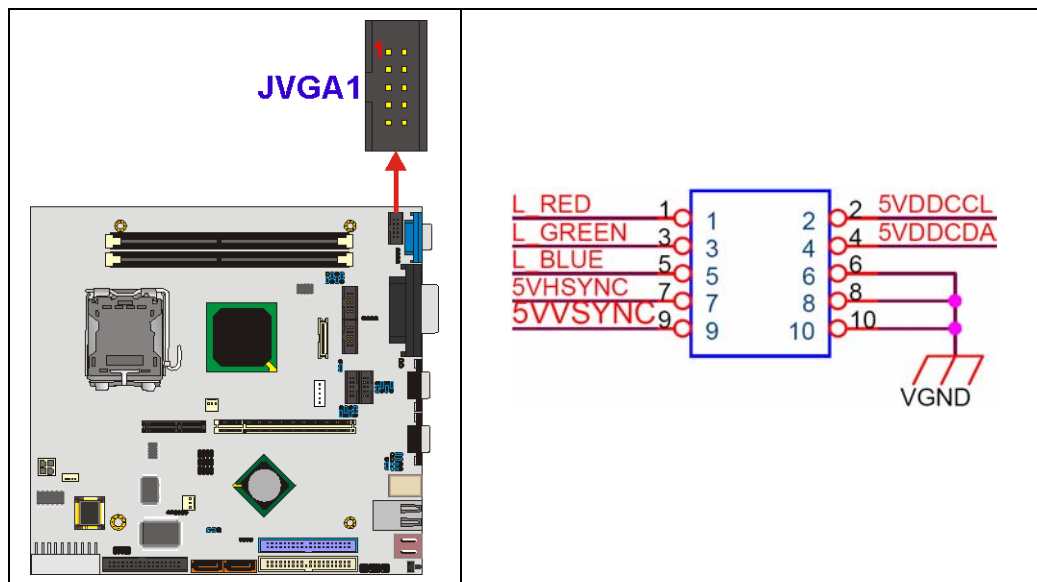 1
JVGA1
L_RED 1 1 2 2 5VDDCCL
L_GREEN 3 3 4 4 5VDDCDA
L_BLUE 5 5 6 6
5VHSYNC 7 7 8 8
5VVSYNC 9 9 10 10
VGND